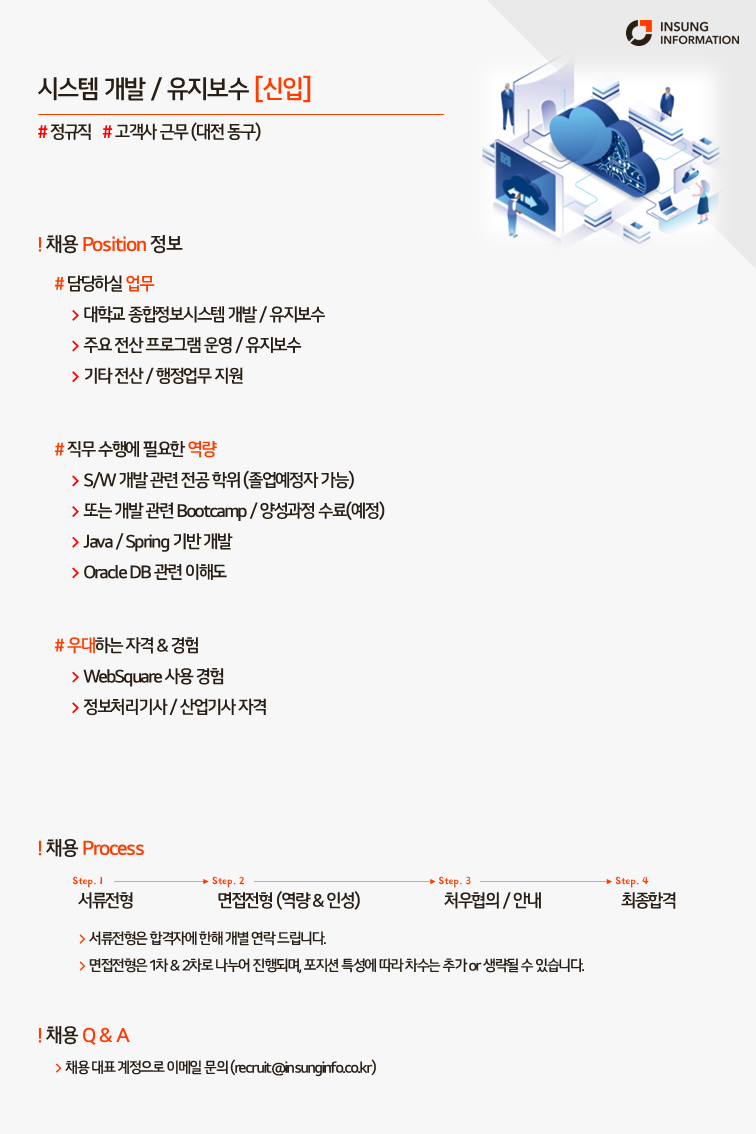 INSUNG
INFORMATION
시스템 개발 / 유지보수 [신입]
# 정규직 # 고객사 근무 (대전 동구)
! 채용 Position 정보
# 담당하실 업무
> 대학교 종합정보시스템 개발 / 유지보수
> 주요 전산 프로그램 운영 / 유지보수
> 기타 전산 / 행정업무 지원
# 직무 수행에 필요한 역량
> S/W 개발 관련 전공 학위 (졸업예정자 가능)
> 또는 개발 관련 Bootcamp / 양성과정 수료(예정)
> Java / Spring 기반 개발
> Oracle DB 관련 이해도
# 우대하는 자격 & 경험
> WebSquare 사용 경험
> 정보처리기사 / 산업기사 자격
! 채용 Process
Step. 1 Step. 2 Step. 3 Step. 4
서류전형 면접전형 (역량 & 인성) 처우협의 / 안내 최종합격
> 서류전형은 합격자에 한해 개별 연락 드립니다.
> 면접전형은 1차 & 2차로 나누어 진행되며, 포지션 특성에 따라 차수는 추가 or 생략될 수 있습니다.
! 채용 Q & A
> 채용 대표 계정으로 이메일 문의 (recruit@insunginfo.co.kr)